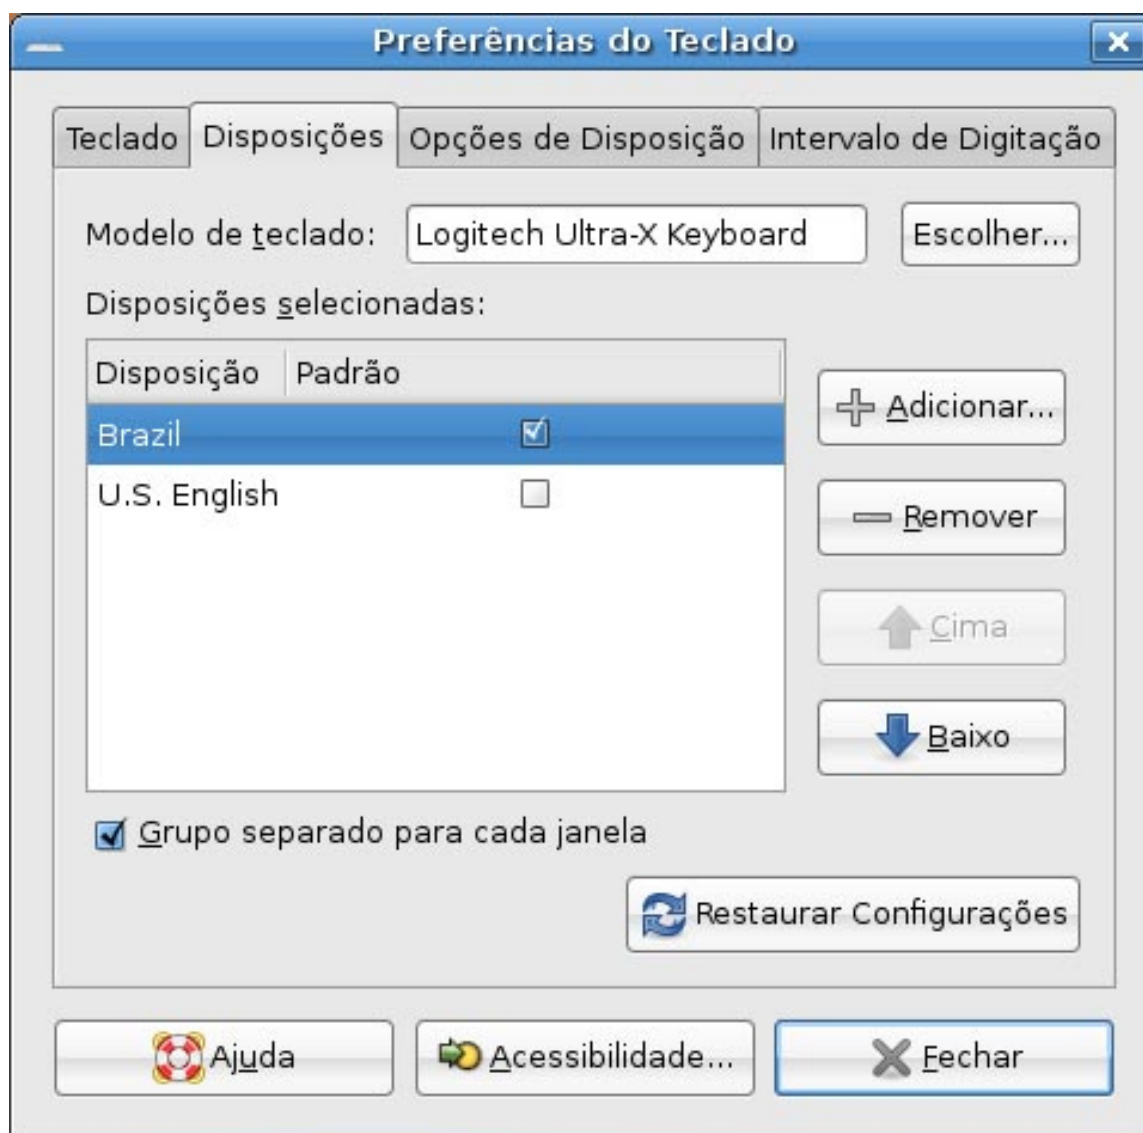 Preferências do Teclado
Teclado Disposições Opções de Disposição Intervalo de Digitação
Modelo de teclado: Logitech Ultra-X Keyboard Escolher...
Disposições selecionadas:
Disposição Padrão
Brazil
U.S. English
Adicionar...
Remover
Cima
Baixo
Grupo separado para cada janela
Restaurar Configurações
Ajuda Acessibilidade... Fechar